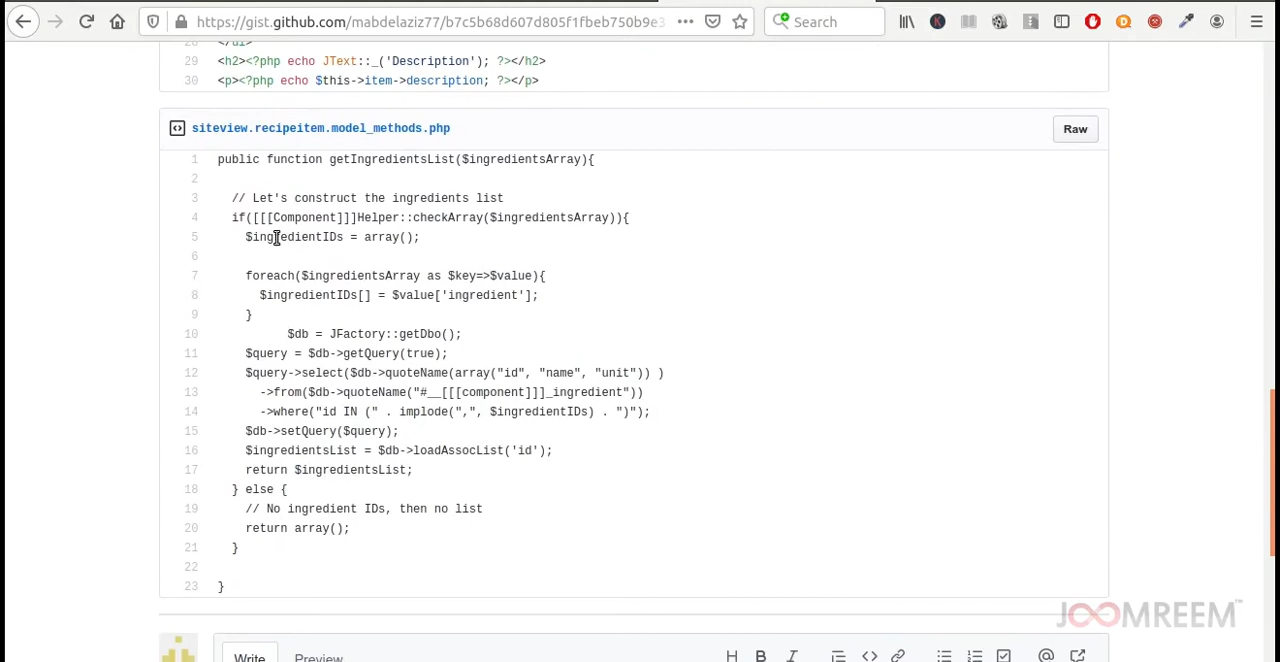 https://gist.github.com/mabdelaziz77/b7c5b68d607d805f1fbeb750b9e3
Search
28 </ul>
29 <h2><?php echo JText::_('Description'); ?></h2>
30 <p><?php echo $this->item->description; ?></p>
siteview.recipeitem.model_methods.php
Raw
1 public function getIngredientsList($ingredientsArray){
2
3 // Let's construct the ingredients list
4 if([[[Component]]]Helper::checkArray($ingredientsArray)){
5 $ingredientIDs = array();
6
7 foreach($ingredientsArray as $key=>$value){
8 $ingredientIDs[] = $value['ingredient'];
9 }
10 $db = JFactory::getDbo();
11 $query = $db->getQuery(true);
12 $query->select($db->quoteName(array("id", "name", "unit")) )
13 ->from($db->quoteName("#__[[[component]]]_ingredient"))
14 ->where("id IN (" . implode(",", $ingredientIDs) . ")");
15 $db->setQuery($query);
16 $ingredientsList = $db->loadAssocList('id');
17 return $ingredientsList;
18 } else {
19 // No ingredient IDs, then no list
20 return array();
21 }
22
23 }
JOOMREEM™
Write Preview H B I